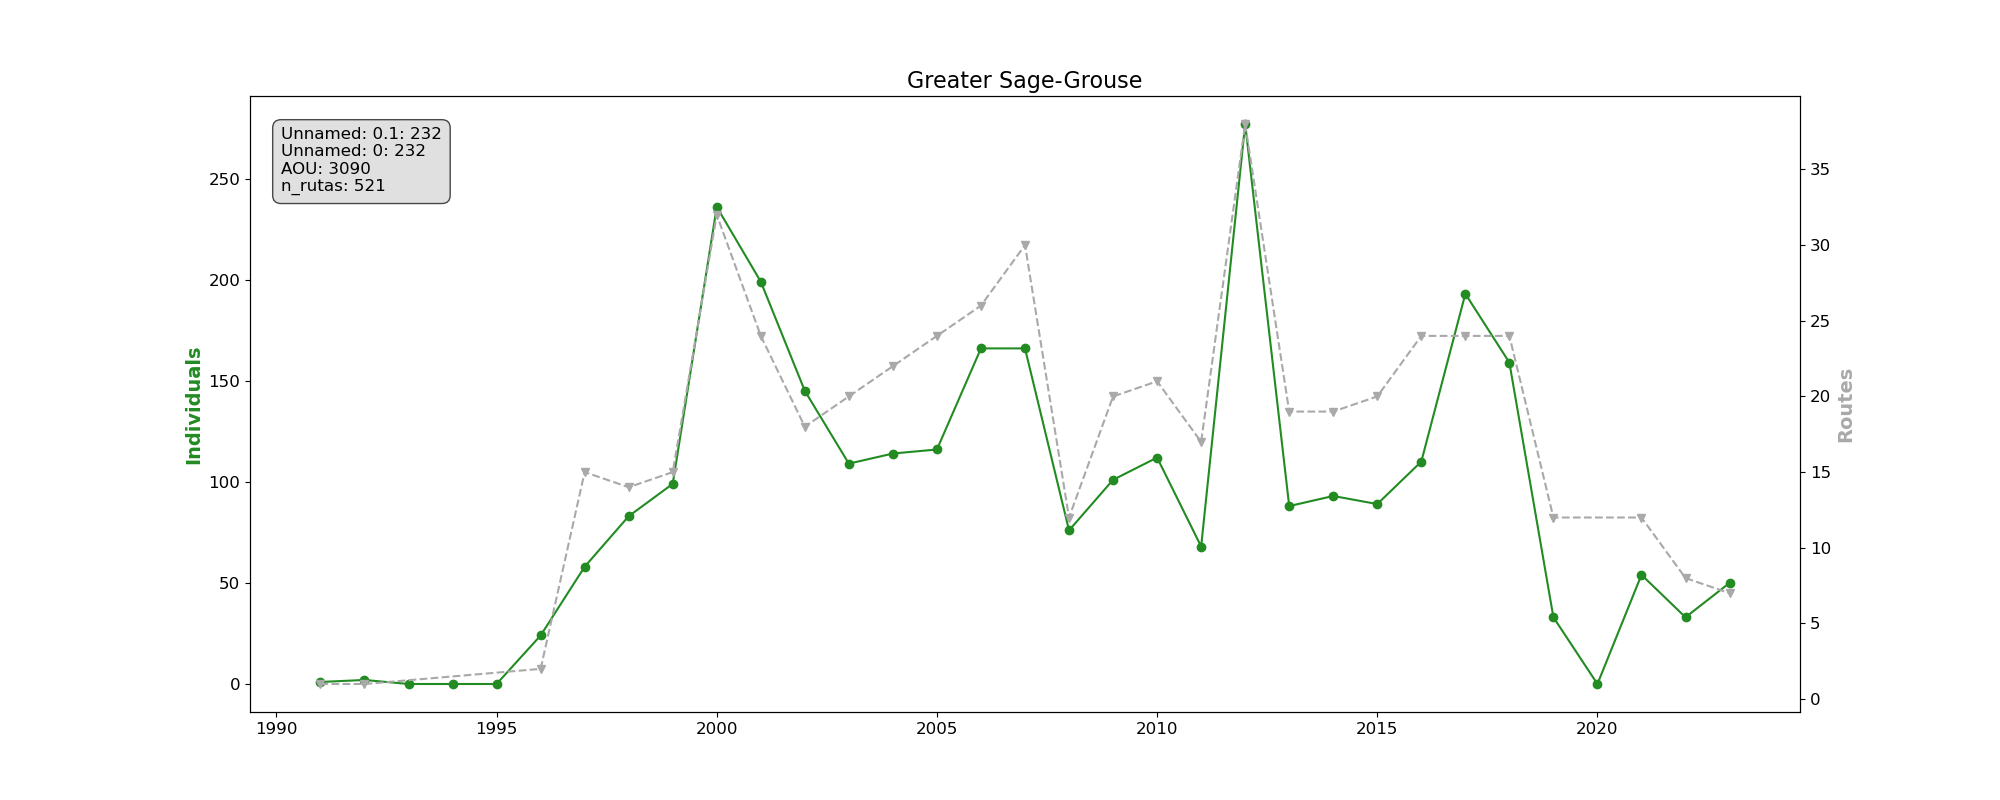 Greater Sage-Grouse
Unnamed: 0.1: 232
Unnamed: 0: 232
AOU: 3090
n_rutas: 521
Individuals
250
200
150
100
50
0
35
30
25
20
15
10
5
0
Routes
1990 1995 2000 2005 2010 2015 2020